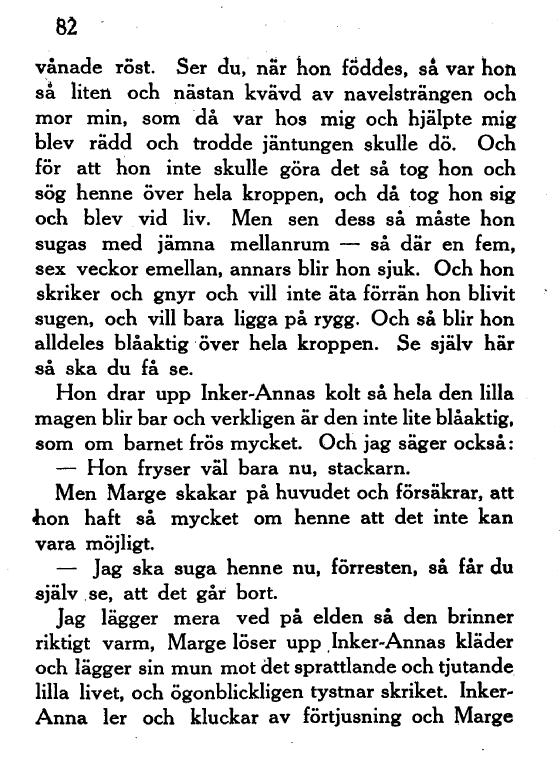 82
vånade röst. Ser du, när hon föddes, så var hon
så liten och nästan kvävd av navelsträngen och
mor min, som då var hos mig och hjälpte mig
blev rädd och trodde jäntungen skulle dö. Och
för att hon inte skulle göra det så tog hon och
sög henne över hela kroppen, och då tog hon sig
och blev vid liv. Men sen dess så måste hon
sugas med jämna mellanrum — så där en fem,
sex veckor emellan, annars blir hon sjuk. Och hon
skriker och gnyr och vill inte äta förrän hon blivit
sugen, och vill bara ligga på rygg. Och så blir hon
alldeles blåaktig över hela kroppen. Se själv här
så ska du få se.
Hon drar upp Inker-Annas kolt så hela den lilla
magen blir bar och verkligen är den inte lite blåaktig,
som om barnet frös mycket. Och jag säger också:
— Hon fryser väl bara nu, stackarn.
Men Marge skakar på huvudet och försäkrar, att
hon haft så mycket om henne att det inte kan
vara möjligt.
— Jag ska suga henne nu, förresten, så får du
själv se, att det går bort.
Jag lägger mera ved på elden så den brinner
riktigt varm, Marge löser upp Inker-Annas kläder
och lägger sin mun mot det sprattlande och tjutande
lilla livet, och ögonblickligen tystnar skriket. Inker-
Anna ler och kluckar av förtjusning och Marge